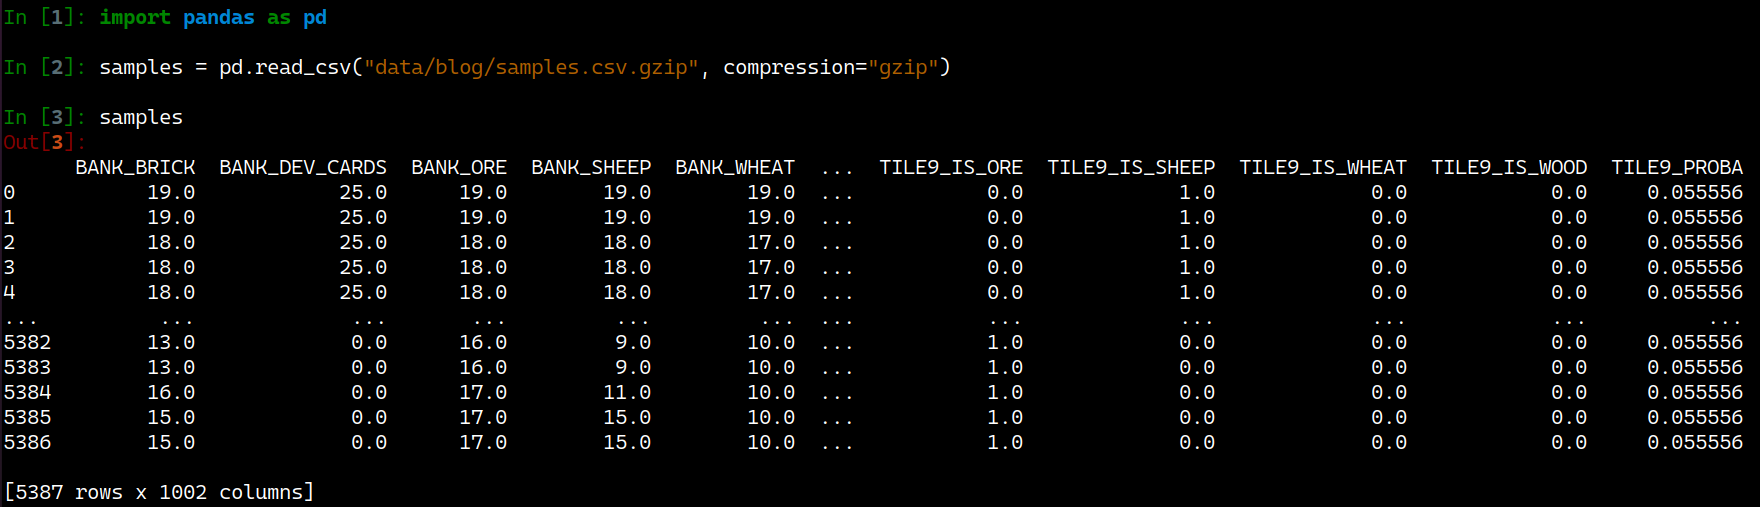 In [1]: import pandas as pd
In [2]: samples = pd.read_csv("data/blog/samples.csv.gzip", compression="gzip")
In [3]: samples
Out[3]:
BANK_BRICK BANK_DEV_CARDS BANK_ORE BANK_SHEEP BANK_WHEAT ... TILE9_IS_ORE TILE9_IS_SHEEP TILE9_IS_WHEAT TILE9_IS_WOOD TILE9_PROBA
0 19.0 25.0 19.0 19.0 19.0 ... 0.0 1.0 0.0 0.0 0.055556
1 19.0 25.0 19.0 19.0 19.0 ... 0.0 1.0 0.0 0.0 0.055556
2 18.0 25.0 18.0 18.0 17.0 ... 0.0 1.0 0.0 0.0 0.055556
3 18.0 25.0 18.0 18.0 17.0 ... 0.0 1.0 0.0 0.0 0.055556
4 18.0 25.0 18.0 18.0 17.0 ... 0.0 1.0 0.0 0.0 0.055556
... ... ... ... ... ... ... ... ... ... ... ...
5382 13.0 0.0 16.0 9.0 10.0 ... 1.0 0.0 0.0 0.0 0.055556
5383 13.0 0.0 16.0 9.0 10.0 ... 1.0 0.0 0.0 0.0 0.055556
5384 16.0 0.0 17.0 11.0 10.0 ... 1.0 0.0 0.0 0.0 0.055556
5385 15.0 0.0 17.0 15.0 10.0 ... 1.0 0.0 0.0 0.0 0.055556
5386 15.0 0.0 17.0 15.0 10.0 ... 1.0 0.0 0.0 0.0 0.055556
[5387 rows x 1002 columns]